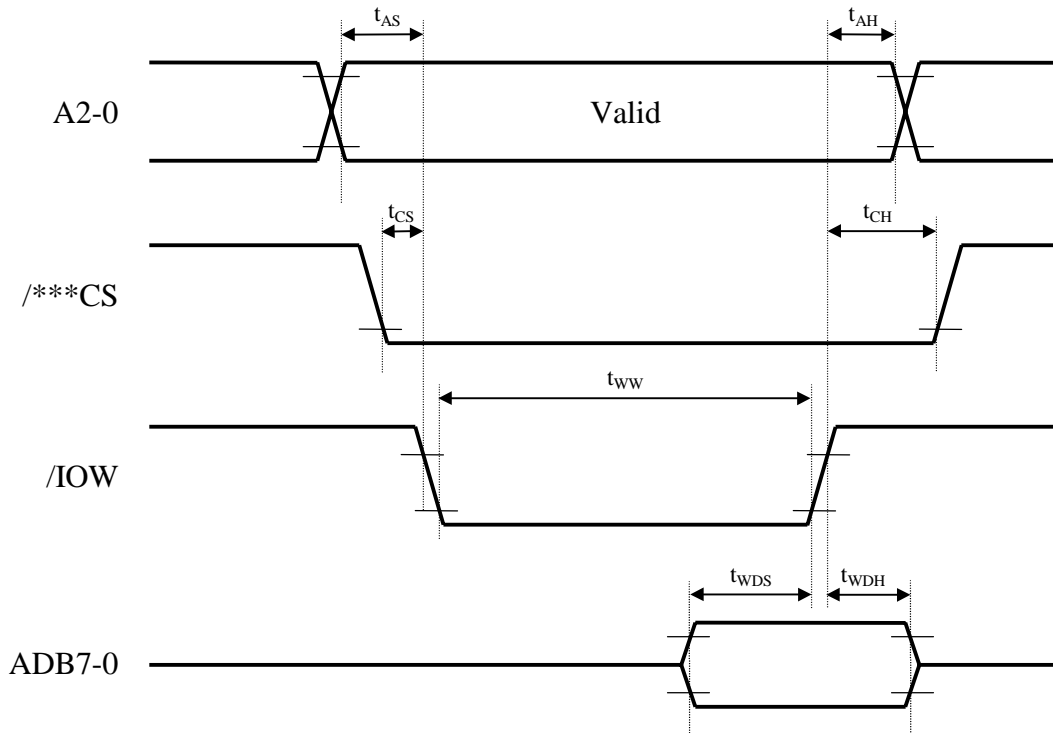 tAS
tAH
A2-0
Valid
tCS
tCH
/***CS
tWW
/IOW
tWDS
tWDH
ADB7-0